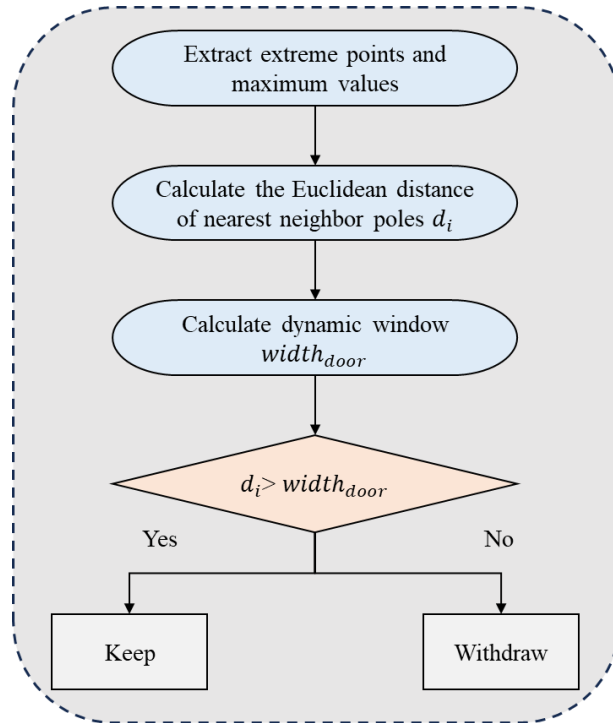 Extract extreme points and
maximum values
Calculate the Euclidean distance
of nearest neighbor poles d_i
Calculate dynamic window
width_door
d_i > width_door
Yes
No
Keep
Withdraw